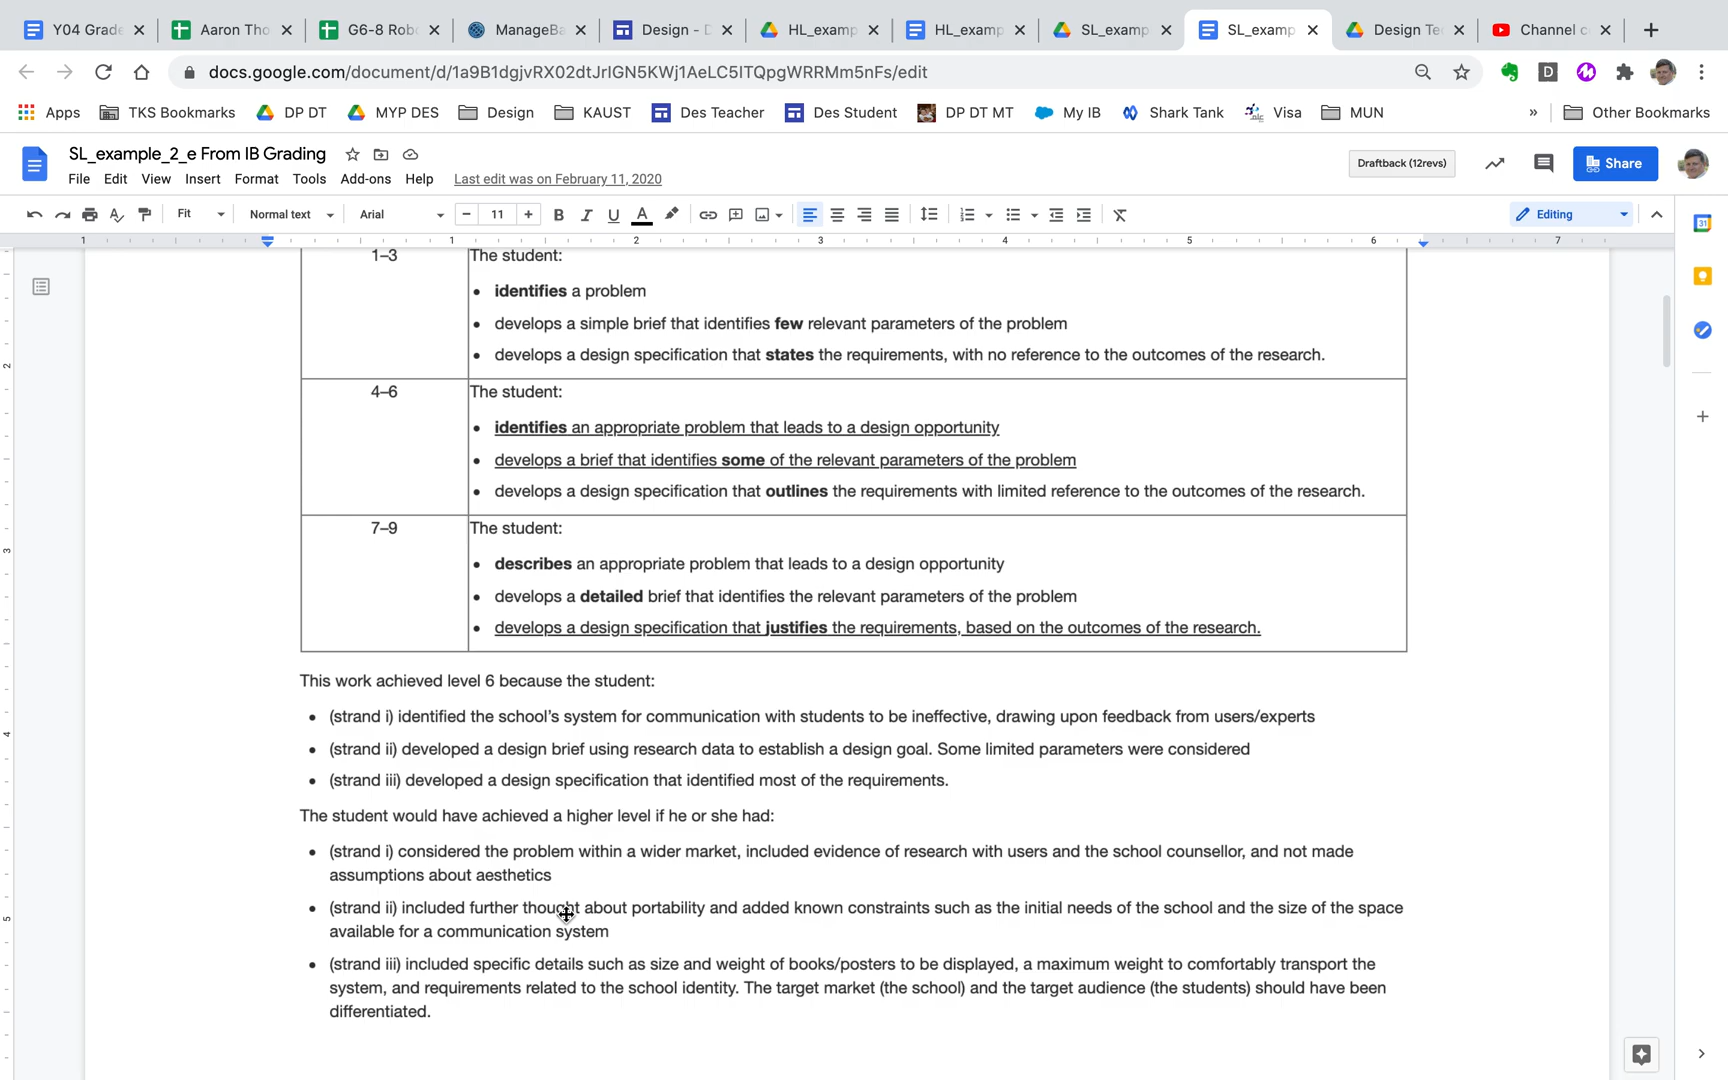 Y04 Grade
Aaron Tho
G6-8 Rob
ManageBa
Design - D
HL_examp
HL_examp
SL_examp
SL_examp
Design Te
Channel c
docs.google.com/document/d/1a9B1dgjvRX02dtJrIGN5KWj1AeLC5ITQpgWRRMm5nFs/edit
Apps
TKS Bookmarks
DP DT
MYP DES
Design
KAUST
Des Teacher
Des Student
DP DT MT
My IB
Shark Tank
Visa
MUN
»
Other Bookmarks
SL_example_2_e From IB Grading
Draftback (12revs)
Share
File Edit View Insert Format Tools Add-ons Help Last edit was on February 11, 2020
Fit Normal text Arial 11 B I U A Editing
1 1 2 3 4 5 6 7
1–3
The student:
• identifies a problem
• develops a simple brief that identifies few relevant parameters of the problem
• develops a design specification that states the requirements, with no reference to the outcomes of the research.
4–6
The student:
• identifies an appropriate problem that leads to a design opportunity
• develops a brief that identifies some of the relevant parameters of the problem
• develops a design specification that outlines the requirements with limited reference to the outcomes of the research.
7–9
The student:
• describes an appropriate problem that leads to a design opportunity
• develops a detailed brief that identifies the relevant parameters of the problem
• develops a design specification that justifies the requirements, based on the outcomes of the research.
This work achieved level 6 because the student:
• (strand i) identified the school's system for communication with students to be ineffective, drawing upon feedback from users/experts
• (strand ii) developed a design brief using research data to establish a design goal. Some limited parameters were considered
• (strand iii) developed a design specification that identified most of the requirements.
The student would have achieved a higher level if he or she had:
• (strand i) considered the problem within a wider market, included evidence of research with users and the school counsellor, and not made
assumptions about aesthetics
• (strand ii) included further thought about portability and added known constraints such as the initial needs of the school and the size of the space
available for a communication system
• (strand iii) included specific details such as size and weight of books/posters to be displayed, a maximum weight to comfortably transport the
system, and requirements related to the school identity. The target market (the school) and the target audience (the students) should have been
differentiated.
2
3
4
5
31